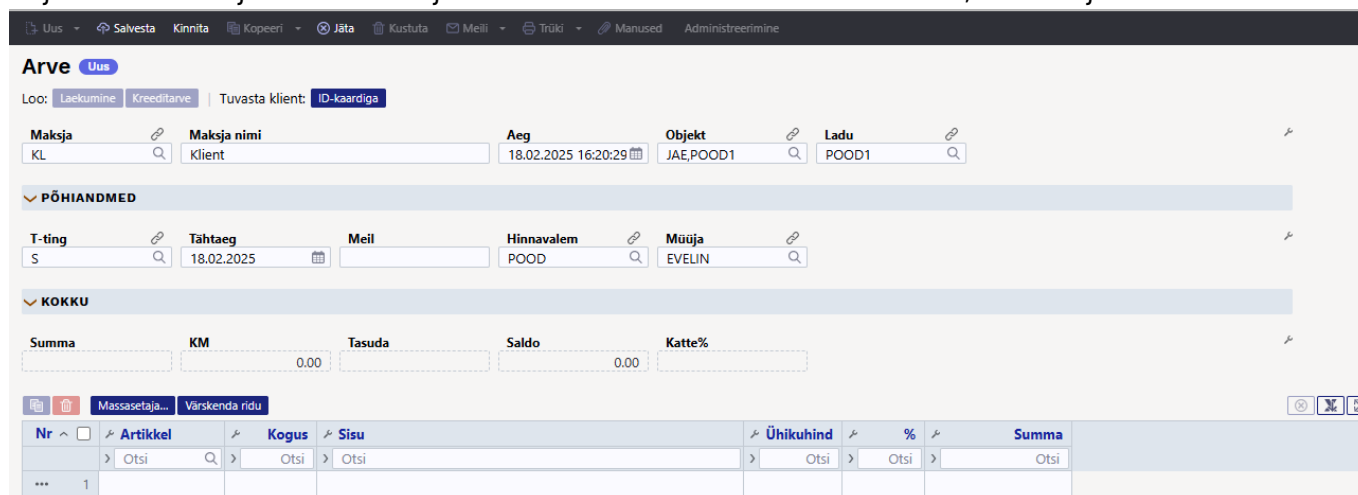 Uus Salvesta Kinnita Kopeeri Jäta Kustuta Meili Trüki Manused Administreerimine
Arve Uus
Loo: Laekumine Kreeditarve | Tuvasta klient: ID-kaardiga
Maksja Maksja nimi Aeg Objekt Ladu
KL Klient 18.02.2025 16:20:29 JAE,POOD1 POOD1
PÕHIANDMED
T-ting Tähtaeg Meil Hinnavalem Müüja
S 18.02.2025 POOD EVELIN
KOKKU
Summa KM Tasuda Saldo Katte%
0.00 0.00
Massasetaja... Värskenda ridu
Nr Artikkel Kogus Sisu Ühikuhind % Summa
Otsi Otsi Otsi Otsi Otsi Otsi
... 1